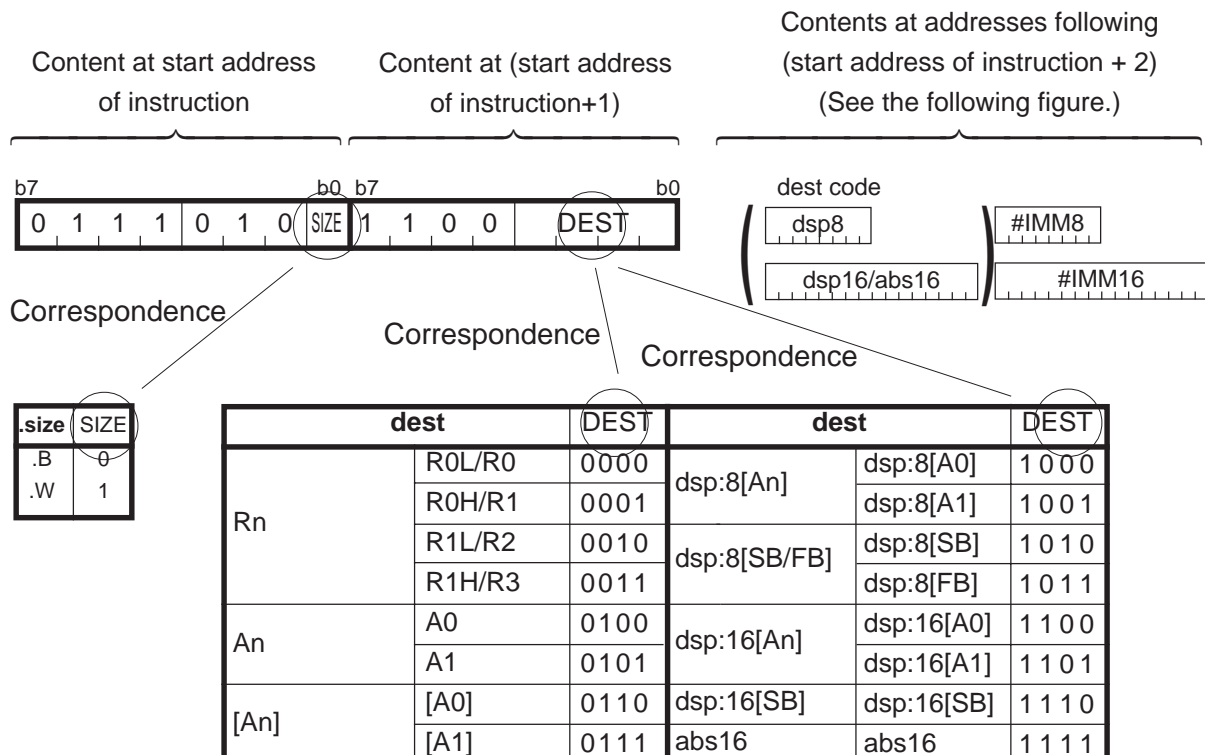 Content at start address
of instruction
Content at (start address
of instruction+1)
Contents at addresses following
(start address of instruction + 2)
(See the following figure.)
b7 b0 b7 b0
0 1 1 1 0 1 0 SIZE 1 1 0 0 DEST
dest code
( dsp8 ) #IMM8
dsp16/abs16 #IMM16
Correspondence
Correspondence
Correspondence
.size SIZE
.B 0
.W 1
dest DEST dest DEST
Rn R0L/R0 0000 dsp:8[An] dsp:8[A0] 1000
R0H/R1 0001 dsp:8[A1] 1001
R1L/R2 0010 dsp:8[SB/FB] dsp:8[SB] 1010
R1H/R3 0011 dsp:8[FB] 1011
An A0 0100 dsp:16[An] dsp:16[A0] 1100
A1 0101 dsp:16[A1] 1101
[An] [A0] 0110 dsp:16[SB] dsp:16[SB] 1110
[A1] 0111 abs16 abs16 1111